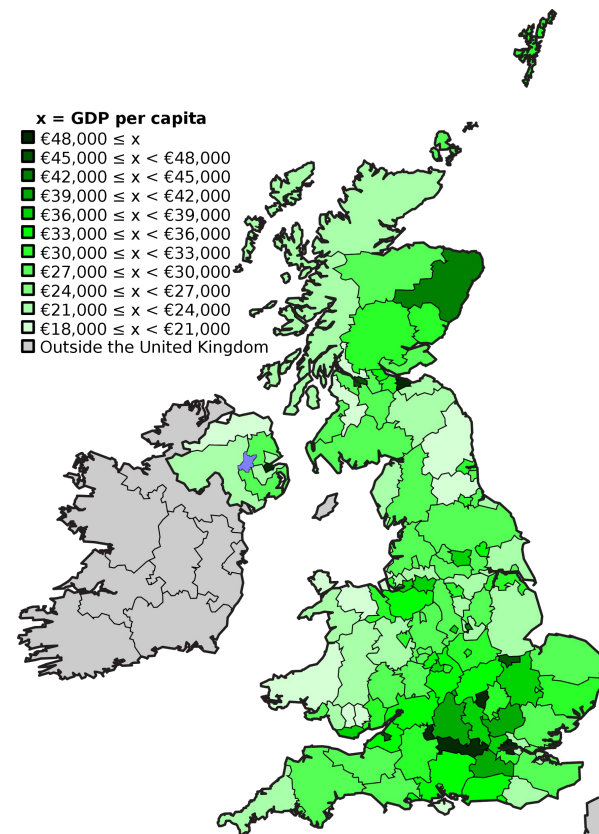 x = GDP per capita
€48,000 ≤ x
€45,000 ≤ x < €48,000
€42,000 ≤ x < €45,000
€39,000 ≤ x < €42,000
€36,000 ≤ x < €39,000
€33,000 ≤ x < €36,000
€30,000 ≤ x < €33,000
€27,000 ≤ x < €30,000
€24,000 ≤ x < €27,000
€21,000 ≤ x < €24,000
€18,000 ≤ x < €21,000
Outside the United Kingdom